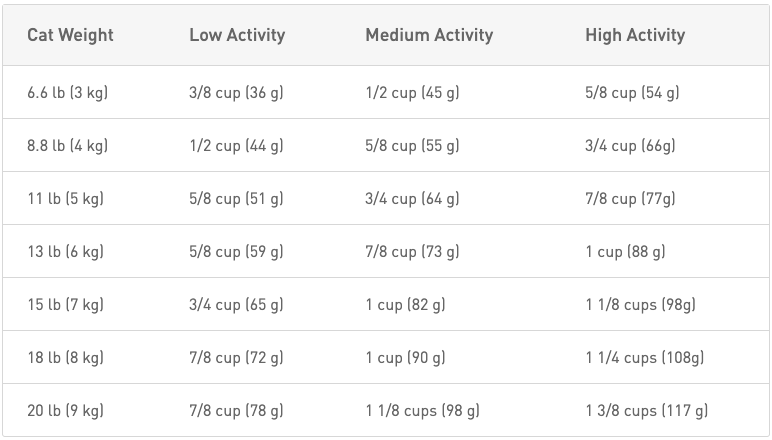 Cat Weight Low Activity Medium Activity High Activity
6.6 lb (3 kg) 3/8 cup (36 g) 1/2 cup (45 g) 5/8 cup (54 g)
8.8 lb (4 kg) 1/2 cup (44 g) 5/8 cup (55 g) 3/4 cup (66g)
11 lb (5 kg) 5/8 cup (51 g) 3/4 cup (64 g) 7/8 cup (77g)
13 lb (6 kg) 5/8 cup (59 g) 7/8 cup (73 g) 1 cup (88 g)
15 lb (7 kg) 3/4 cup (65 g) 1 cup (82 g) 1 1/8 cups (98g)
18 lb (8 kg) 7/8 cup (72 g) 1 cup (90 g) 1 1/4 cups (108g)
20 lb (9 kg) 7/8 cup (78 g) 1 1/8 cups (98 g) 1 3/8 cups (117 g)